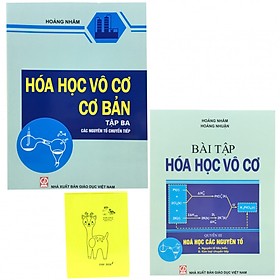 HOÀNG NHÂM
HÓA HỌC VÔ CƠ
CƠ BẢN
TẬP BA
CÁC NGUYÊN TỐ CHUYỂN TIẾP
NHÀ XUẤT BẢN GIÁO DỤC VIỆT NAM
HOÀNG NHÂM
HOÀNG NHUẬN
BÀI TẬP
HÓA HỌC VÔ CƠ
QUYỂN III
HOÁ HỌC CÁC NGUYÊN TỐ
NHÀ XUẤT BẢN GIÁO DỤC VIỆT NAM